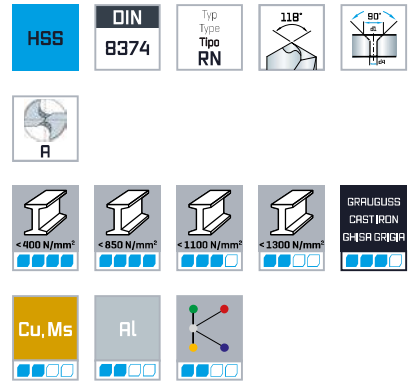 HSS
DIN
8374
Typ
Type
Tipo
RN
118°
90°
d1
d4
A
<400 N/mm²
<850 N/mm²
<1100 N/mm²
<1300 N/mm²
GRAUGUSS
CAST IRON
GHISA GRIGIA
Cu, Ms
Al